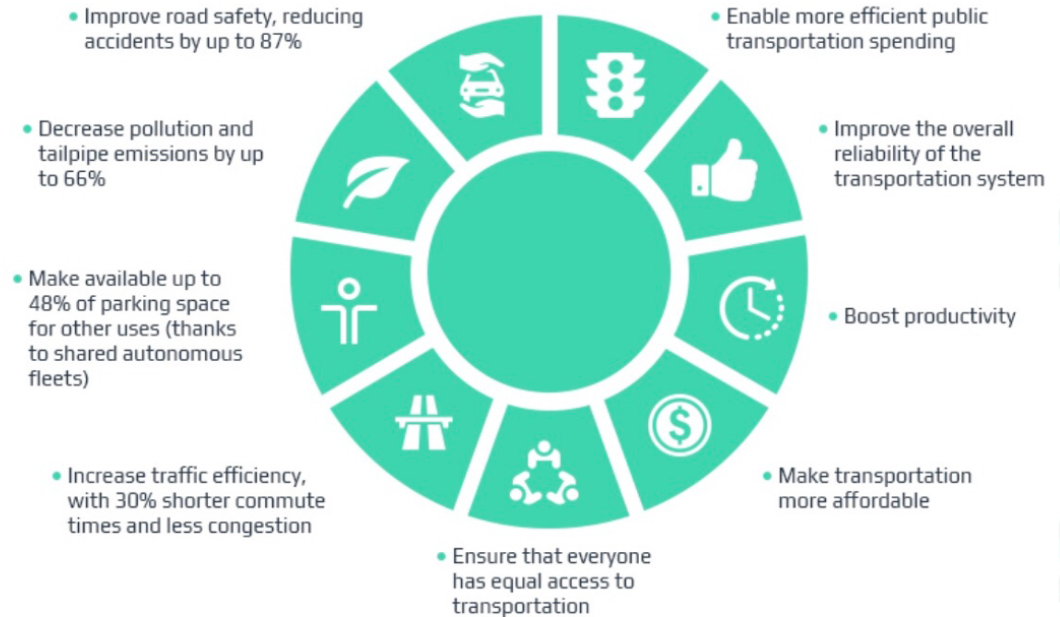 Improve road safety, reducing
accidents by up to 87%
Enable more efficient public
transportation spending
Decrease pollution and
tailpipe emissions by up
to 66%
Improve the overall
reliability of the
transportation system
Make available up to
48% of parking space
for other uses (thanks
to shared autonomous
fleets)
Boost productivity
$
Increase traffic efficiency,
with 30% shorter commute
times and less congestion
Make transportation
more affordable
Ensure that everyone
has equal access to
transportation